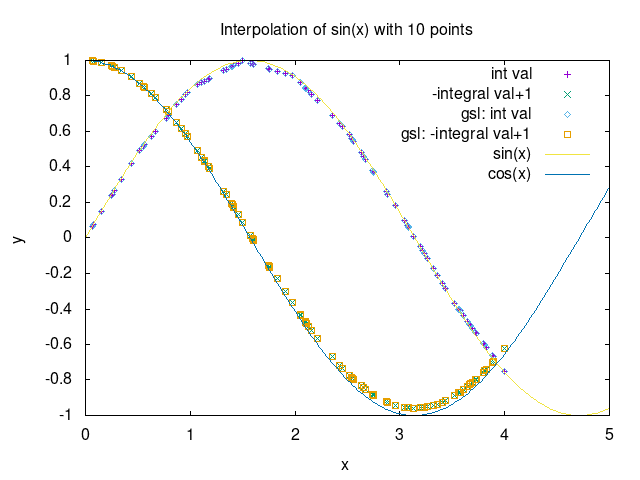 Interpolation of sin(x) with 10 points
int val
-integral val+1
gsl: int val
gsl: -integral val+1
sin(x)
cos(x)
1
0.8
0.6
0.4
0.2
0
-0.2
-0.4
-0.6
-0.8
-1
y
0 1 2 3 4 5
x